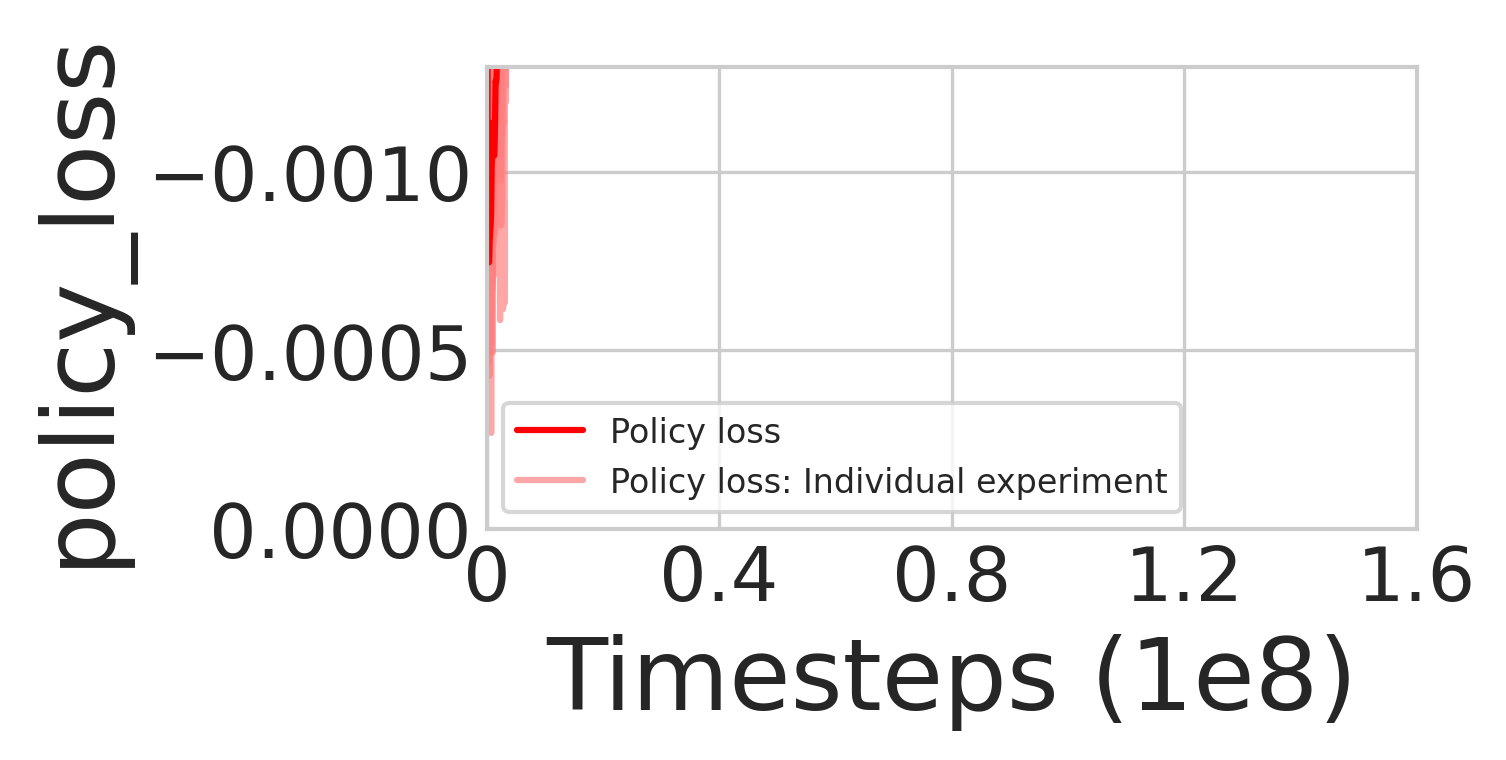 policy_loss
−0.0010
−0.0005
0.0000
Policy loss
Policy loss: Individual experiment
0 0.4 0.8 1.2 1.6
Timesteps (1e8)